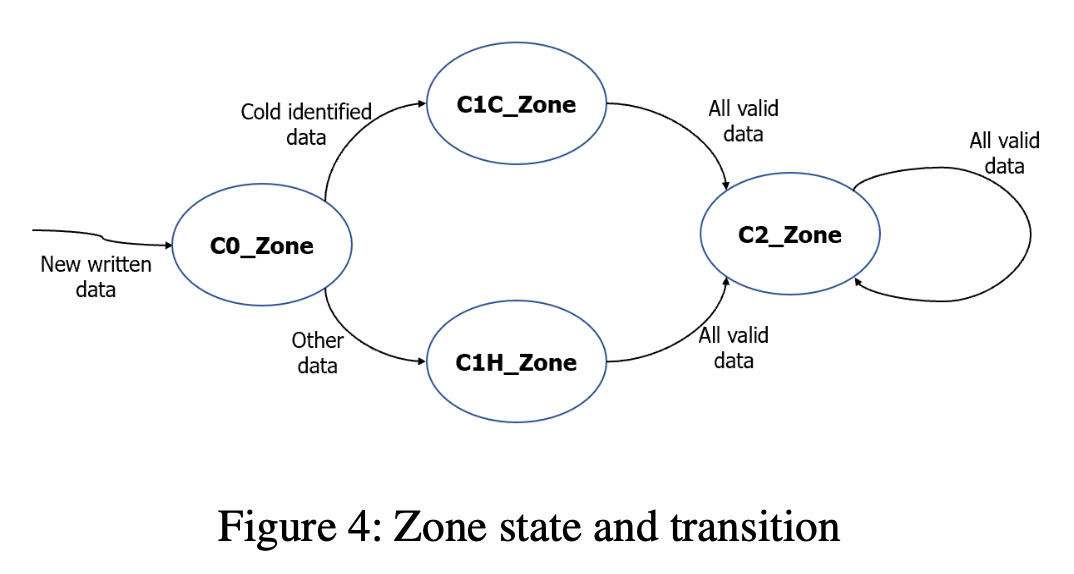 C1C_Zone
Cold identified
data
All valid
data
All valid
data
C0_Zone
C2_Zone
New written
data
Other
data
C1H_Zone
All valid
data
Figure 4: Zone state and transition